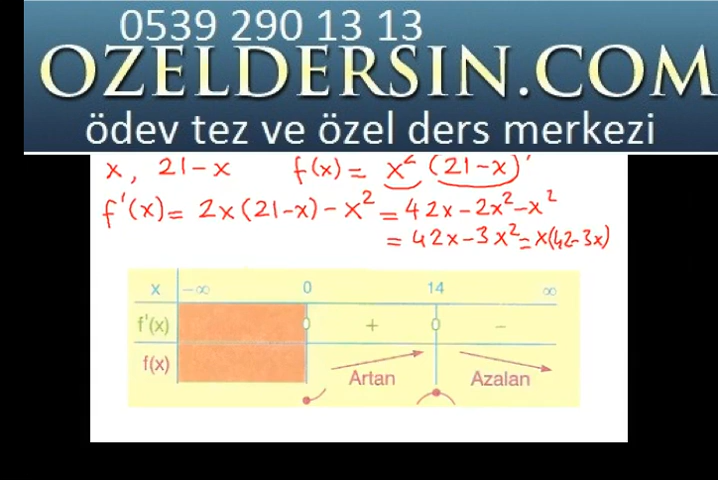 0539 290 13 13
OZELDERSIN.COM
ödev tez ve özel ders merkezi
x, 21-x f(x) = x² (21-x)'
f'(x) = 2x(21-x) - x² = 42x - 2x² - x²
= 42x - 3x² = x(42-3x)
x -∞ 0 14 ∞
f'(x) 0 + 0 -
f(x) Artan Azalan